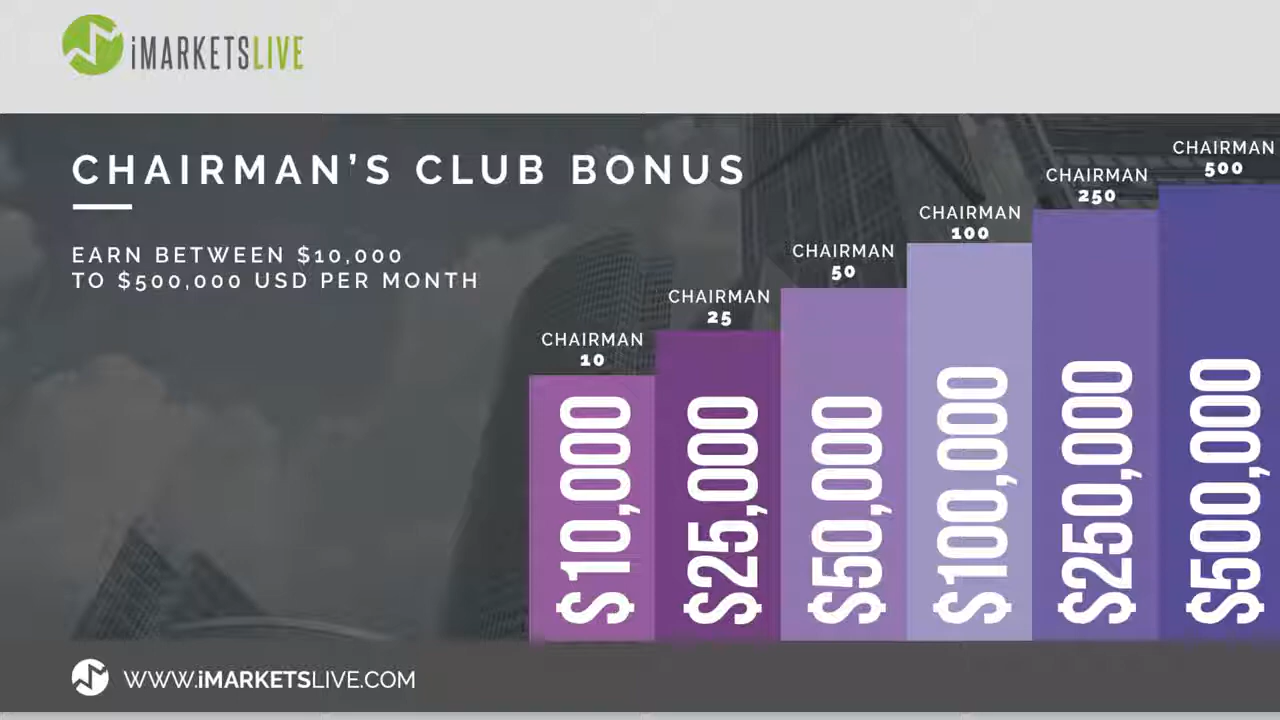 iMARKETSLIVE
CHAIRMAN'S CLUB BONUS
EARN BETWEEN $10,000
TO $500,000 USD PER MONTH
CHAIRMAN
10
$10,000
CHAIRMAN
25
$25,000
CHAIRMAN
50
$50,000
CHAIRMAN
100
$100,000
CHAIRMAN
250
$250,000
CHAIRMAN
500
$500,000
WWW.iMARKETSLIVE.COM